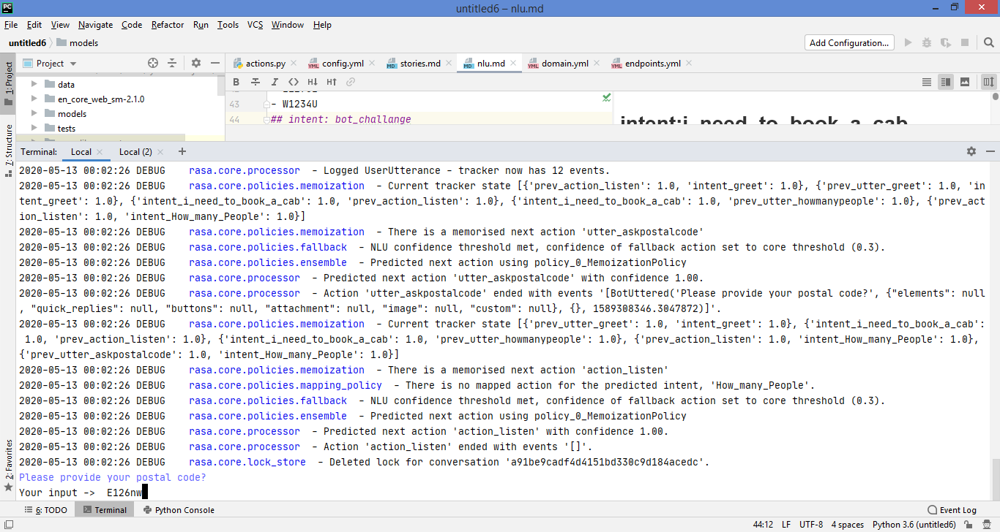 PC
untitled6 – nlu.md
File Edit View Navigate Code Refactor Run Tools VCS Window Help
untitled6 models
Add Configuration...
Project
actions.py
config.yml
stories.md
nlu.md
domain.yml
endpoints.yml
data
en_core_web_sm-2.1.0
models
tests
B I H↓ H↑
43 - W1234U
44 ## intent: bot_challange
intent:i_need_to_book_a_cab
1: Project
7: Structure
2: Favorites
Terminal: Local Local (2) +
2020-05-13 00:02:26 DEBUG    rasa.core.processor  - Logged UserUtterance - tracker now has 12 events.
2020-05-13 00:02:26 DEBUG    rasa.core.policies.memoization  - Current tracker state [{'prev_action_listen': 1.0, 'intent_greet': 1.0}, {'prev_utter_greet': 1.0, 'in
tent_greet': 1.0}, {'intent_i_need_to_book_a_cab': 1.0, 'prev_action_listen': 1.0}, {'intent_i_need_to_book_a_cab': 1.0, 'prev_utter_howmanypeople': 1.0}, {'prev_act
ion_listen': 1.0, 'intent_How_many_People': 1.0}]
2020-05-13 00:02:26 DEBUG    rasa.core.policies.memoization  - There is a memorised next action 'utter_askpostalcode'
2020-05-13 00:02:26 DEBUG    rasa.core.policies.fallback  - NLU confidence threshold met, confidence of fallback action set to core threshold (0.3).
2020-05-13 00:02:26 DEBUG    rasa.core.policies.ensemble  - Predicted next action using policy_0_MemoizationPolicy
2020-05-13 00:02:26 DEBUG    rasa.core.processor  - Predicted next action 'utter_askpostalcode' with confidence 1.00.
2020-05-13 00:02:26 DEBUG    rasa.core.processor  - Action 'utter_askpostalcode' ended with events '[BotUttered('Please provide your postal code?', {"elements": null
, "quick_replies": null, "buttons": null, "attachment": null, "image": null, "custom": null}, {}, 1589308346.3047872)]'.
2020-05-13 00:02:26 DEBUG    rasa.core.policies.memoization  - Current tracker state [{'prev_utter_greet': 1.0, 'intent_greet': 1.0}, {'intent_i_need_to_book_a_cab':
 1.0, 'prev_action_listen': 1.0}, {'intent_i_need_to_book_a_cab': 1.0, 'prev_utter_howmanypeople': 1.0}, {'prev_action_listen': 1.0, 'intent_How_many_People': 1.0},
{'prev_utter_askpostalcode': 1.0, 'intent_How_many_People': 1.0}]
2020-05-13 00:02:26 DEBUG    rasa.core.policies.memoization  - There is a memorised next action 'action_listen'
2020-05-13 00:02:26 DEBUG    rasa.core.policies.mapping_policy  - There is no mapped action for the predicted intent, 'How_many_People'.
2020-05-13 00:02:26 DEBUG    rasa.core.policies.fallback  - NLU confidence threshold met, confidence of fallback action set to core threshold (0.3).
2020-05-13 00:02:26 DEBUG    rasa.core.policies.ensemble  - Predicted next action using policy_0_MemoizationPolicy
2020-05-13 00:02:26 DEBUG    rasa.core.processor  - Predicted next action 'action_listen' with confidence 1.00.
2020-05-13 00:02:26 DEBUG    rasa.core.processor  - Action 'action_listen' ended with events '[]'.
2020-05-13 00:02:26 DEBUG    rasa.core.lock_store  - Deleted lock for conversation 'a91be9cadf4d4151bd330c9d184acedc'.
Please provide your postal code?
Your input ->  E126nw
6: TODO Terminal Python Console Event Log
44:12 LF UTF-8 4 spaces Python 3.6 (untitled6)